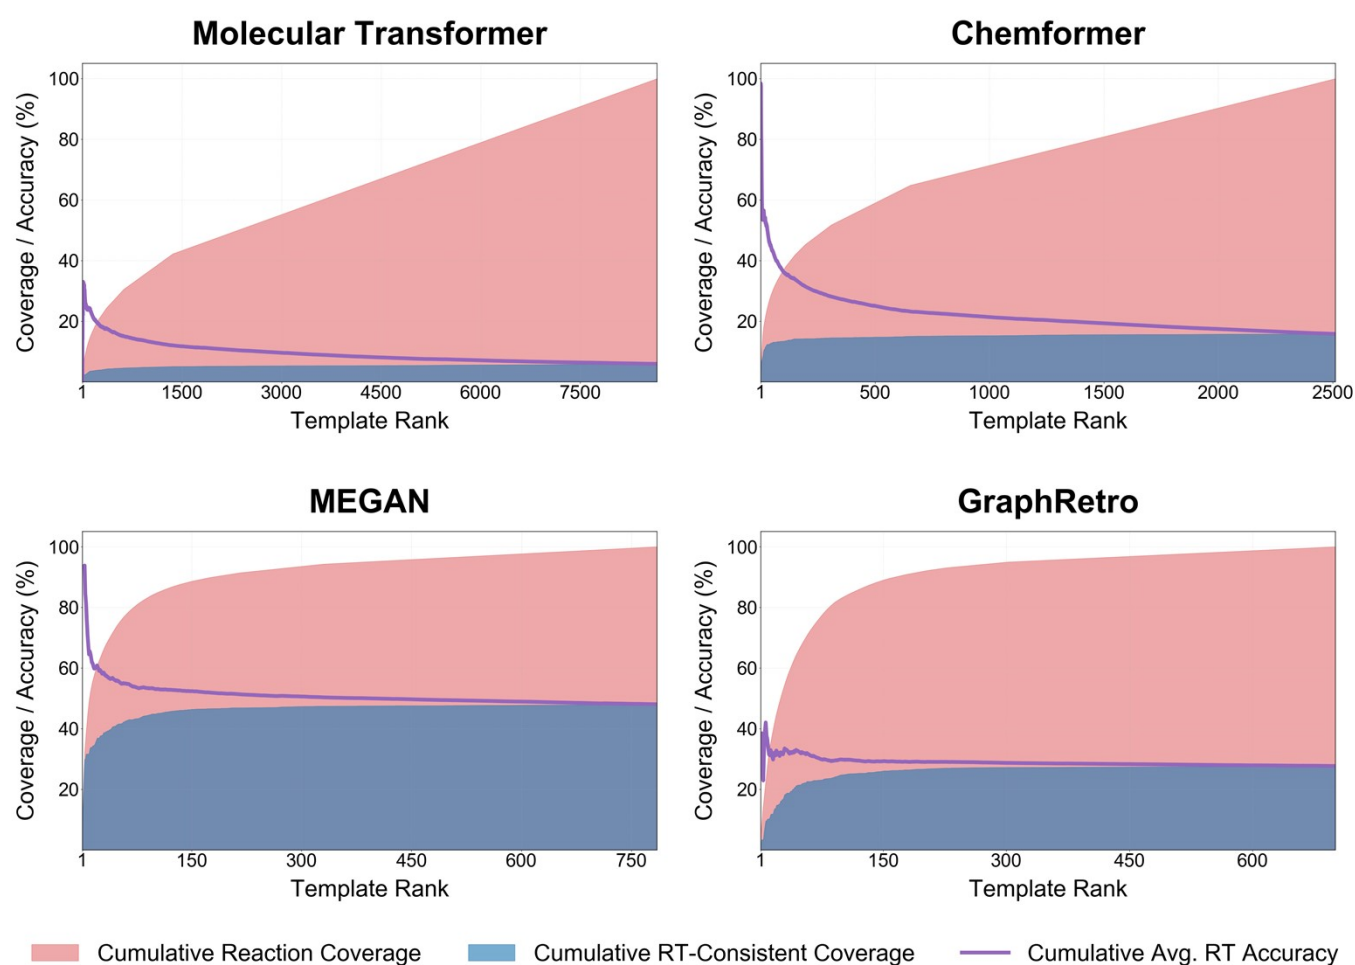 Molecular Transformer
Coverage / Accuracy (%)
100
80
60
40
20
1 1500 3000 4500 6000 7500
Template Rank
Chemformer
Coverage / Accuracy (%)
100
80
60
40
20
1 500 1000 1500 2000 2500
Template Rank
MEGAN
Coverage / Accuracy (%)
100
80
60
40
20
1 150 300 450 600 750
Template Rank
GraphRetro
Coverage / Accuracy (%)
100
80
60
40
20
1 150 300 450 600
Template Rank
Cumulative Reaction Coverage Cumulative RT-Consistent Coverage Cumulative Avg. RT Accuracy